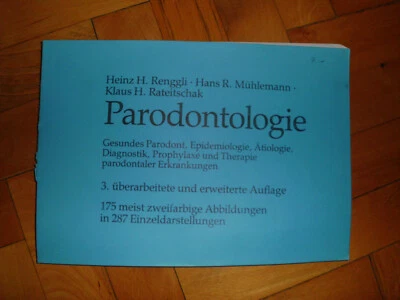 Heinz H. Renggli · Hans R. Mühlemann ·
Klaus H. Rateitschak
Parodontologie
Gesundes Parodont, Epidemiologie, Ätiologie,
Diagnostik, Prophylaxe und Therapie
parodontaler Erkrankungen
3. überarbeitete und erweiterte Auflage
175 meist zweifarbige Abbildungen
in 287 Einzeldarstellungen